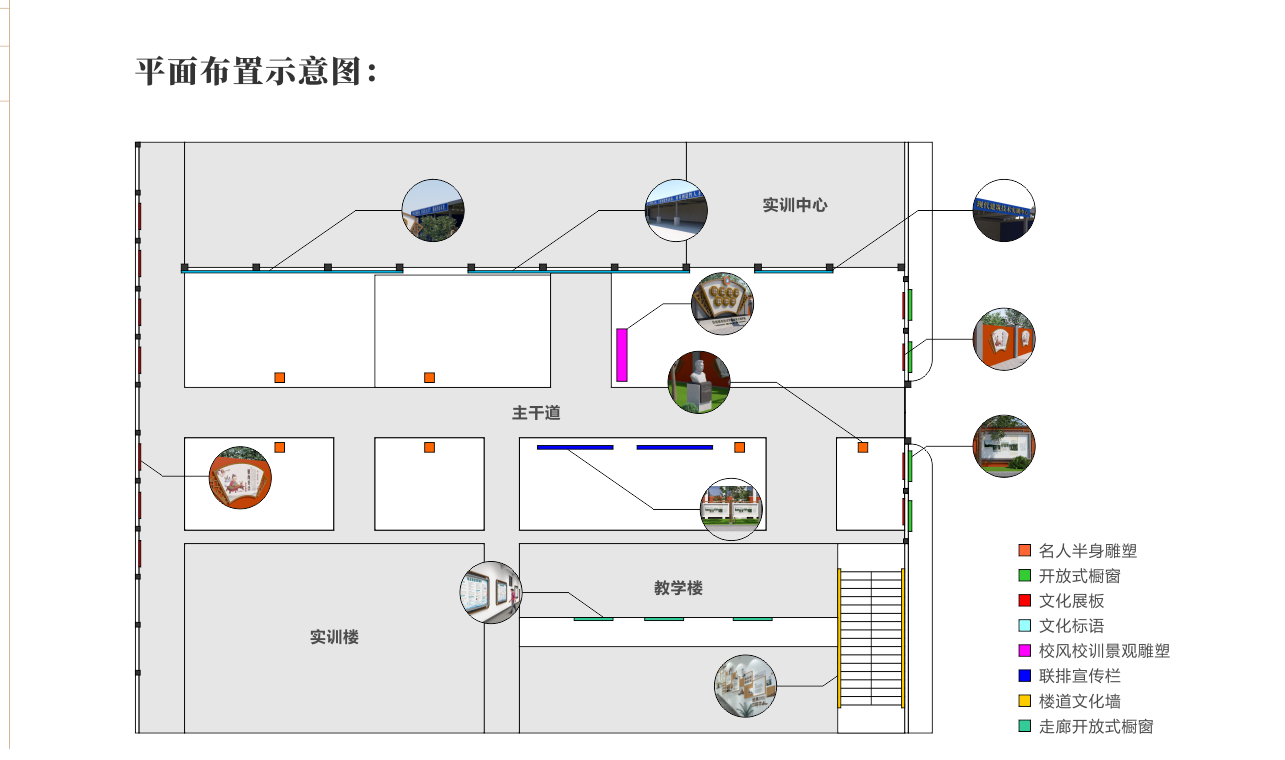 平面布置示意图：
实训中心
主干道
教学楼
实训楼
名人半身雕塑
开放式橱窗
文化展板
文化标语
校风校训景观雕塑
联排宣传栏
楼道文化墙
走廊开放式橱窗